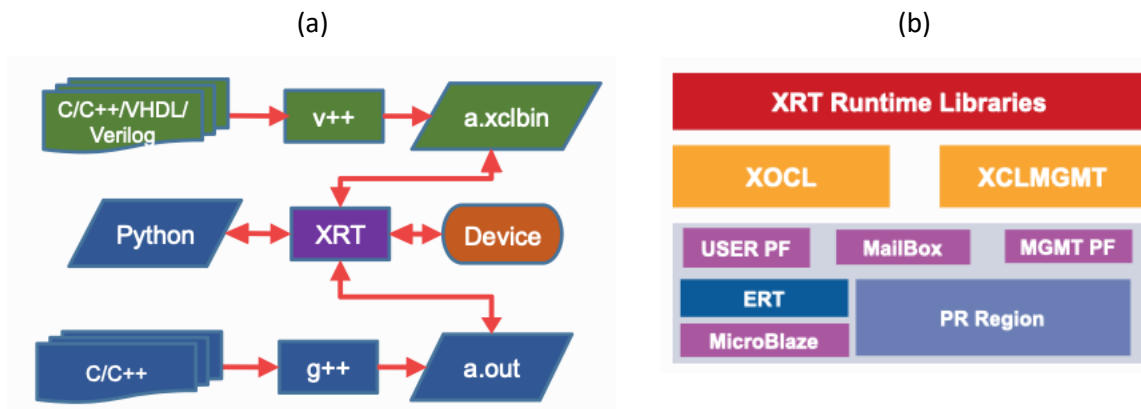 (a)
(b)
C/C++/VHDL/
Verilog
v++
a.xclbin
Python
XRT
Device
C/C++
g++
a.out
XRT Runtime Libraries
XOCL
XCLMGMT
USER PF
MailBox
MGMT PF
ERT
PR Region
MicroBlaze